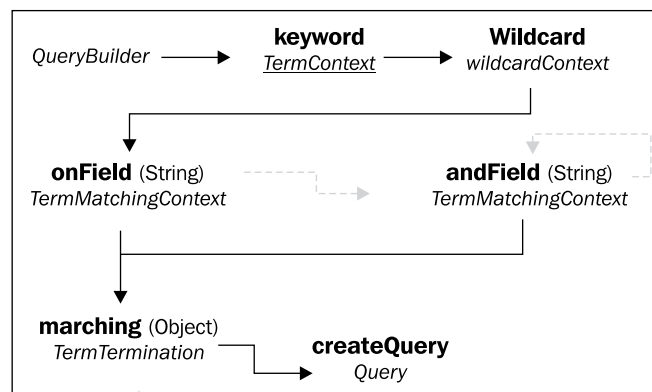 QueryBuilder
keyword
TermContext
Wildcard
wildcardContext
onField (String)
TermMatchingContext
andField (String)
TermMatchingContext
marching (Object)
TermTermination
createQuery
Query